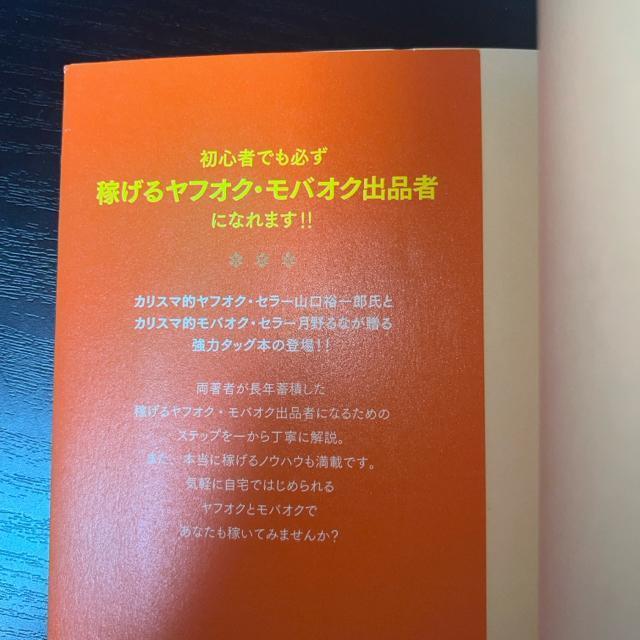 初心者でも必ず
稼げるヤフオク・モバオク出品者
になれます!!
カリスマ的ヤフオク・セラー山口裕一郎氏と
カリスマ的モバオク・セラー月野るなが贈る
強力タッグ本の登場!!
両著者が長年蓄積した
稼げるヤフオク・モバオク出品者になるための
ステップを一から丁寧に解説。
また、本当に稼げるノウハウも満載です。
気軽に自宅ではじめられる
ヤフオクとモバオクで
あなたも稼いでみませんか?